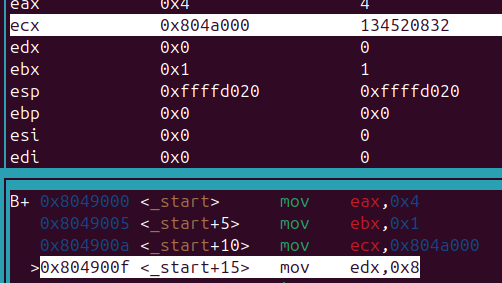 eax 0x4 4
ecx 0x804a000 134520832
edx 0x0 0
ebx 0x1 1
esp 0xffffd020 0xffffd020
ebp 0x0 0x0
esi 0x0 0
edi 0x0 0
B+ 0x8049000 <_start> mov eax,0x4
0x8049005 <_start+5> mov ebx,0x1
0x804900a <_start+10> mov ecx,0x804a000
>0x804900f <_start+15> mov edx,0x8